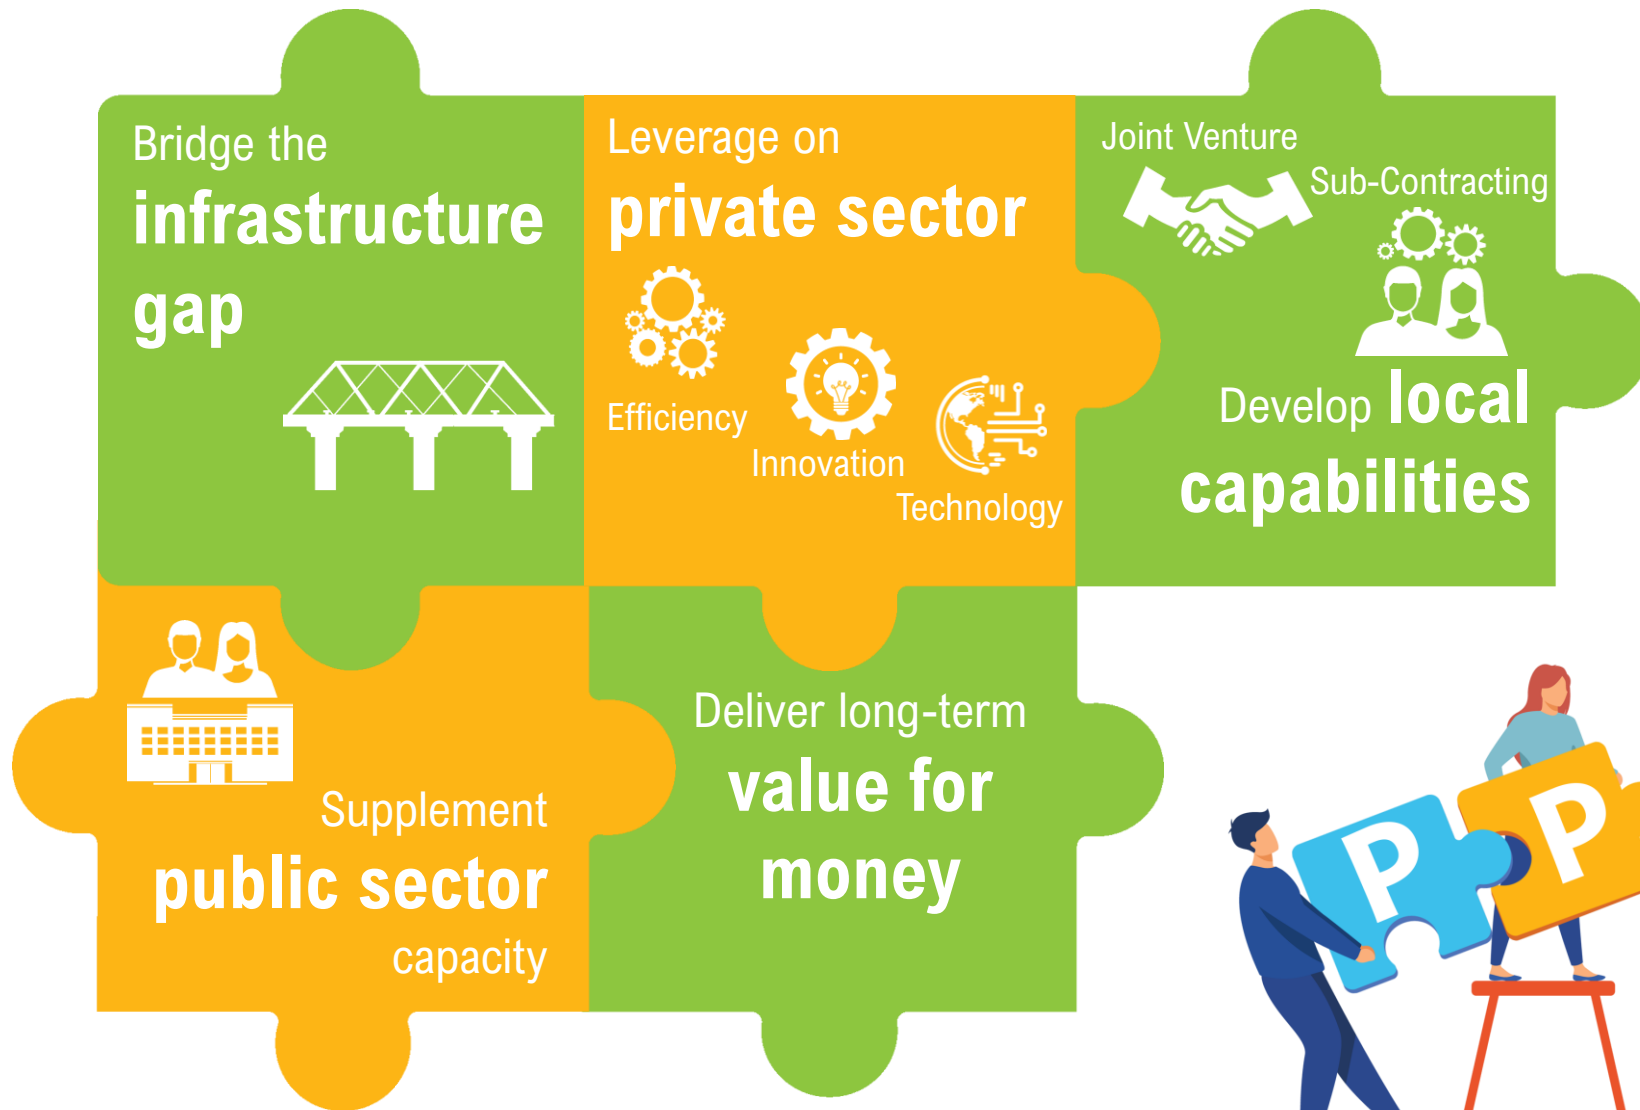 Bridge the
infrastructure
gap
Leverage on
private sector
Efficiency
Innovation
Technology
Joint Venture
Sub-Contracting
Develop local
capabilities
Supplement
public sector
capacity
Deliver long-term
value for
money
P
P